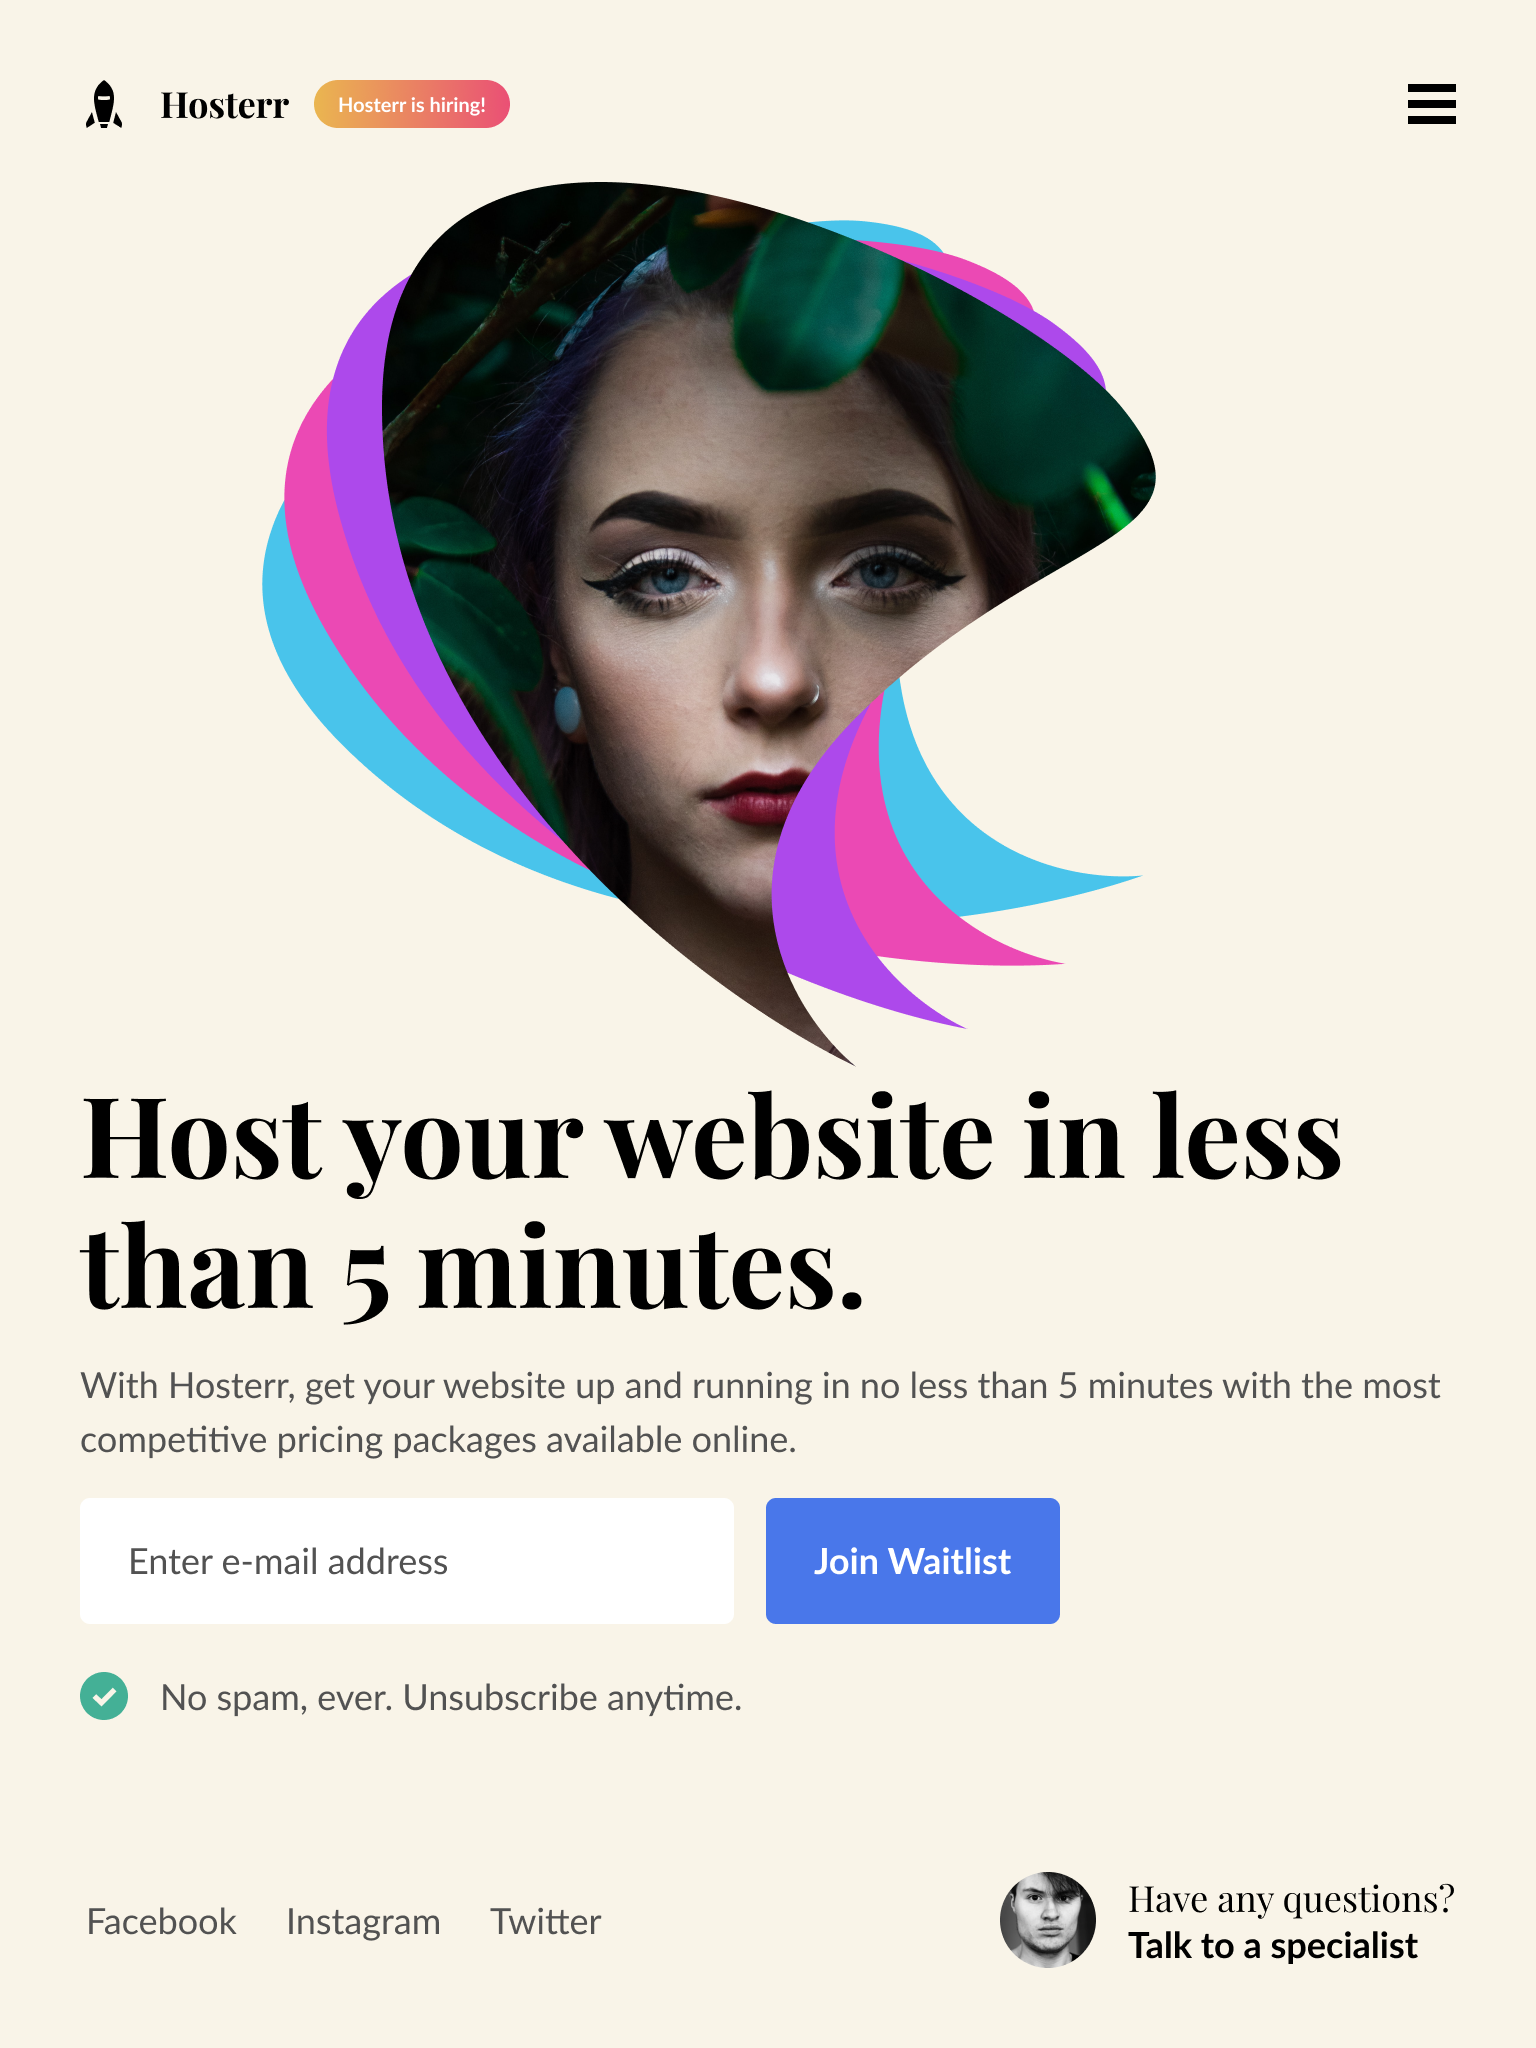 Hosterr
Hosterr is hiring!
Host your website in less
than 5 minutes.
With Hosterr, get your website up and running in no less than 5 minutes with the most
competitive pricing packages available online.
Enter e-mail address
Join Waitlist
No spam, ever. Unsubscribe anytime.
Facebook
Instagram
Twitter
Have any questions?
Talk to a specialist